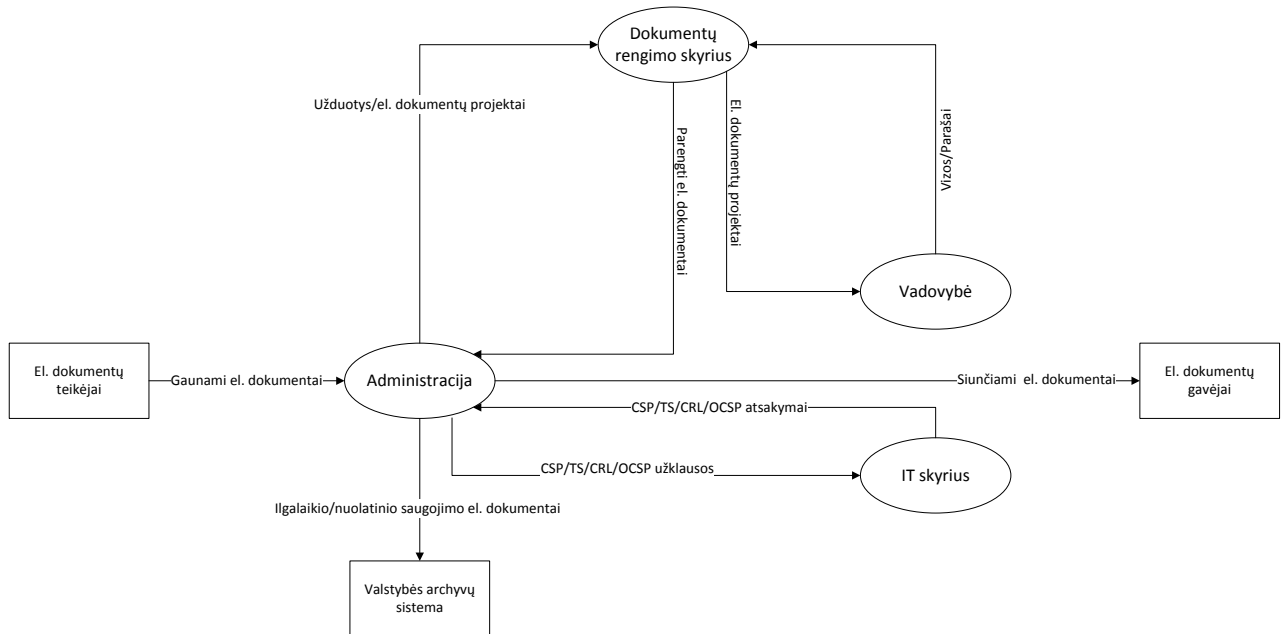 Dokumentų
rengimo skyrius
Užduotys/el. dokumentų projektai
Parengti el. dokumentai
El. dokumentų projektai
Vizos/Parašai
Vadovybė
El. dokumentų
teikėjai
Gaunami el. dokumentai
Administracija
Siunčiami  el. dokumentai
El. dokumentų
gavėjai
CSP/TS/CRL/OCSP atsakymai
CSP/TS/CRL/OCSP užklausos
IT skyrius
Ilgalaikio/nuolatinio saugojimo el. dokumentai
Valstybės archyvų
sistema